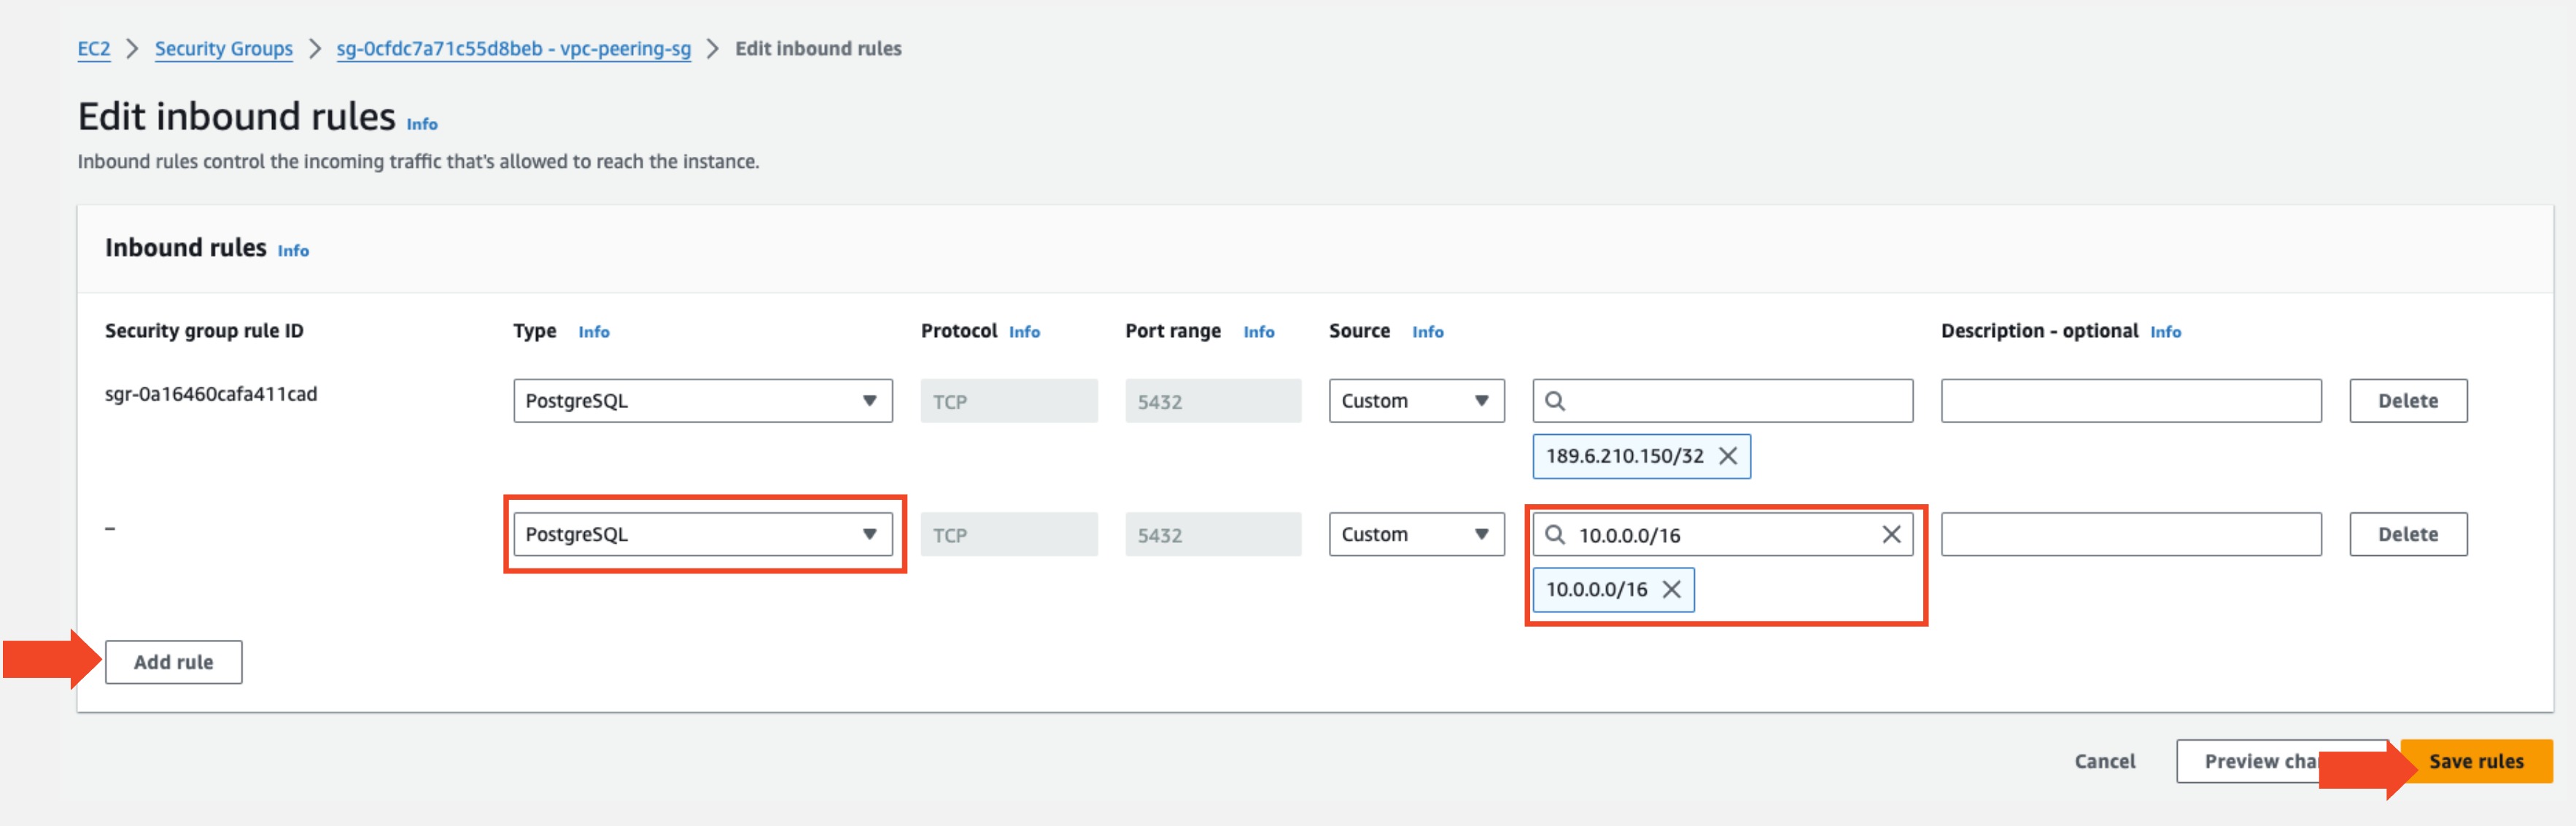 EC2 > Security Groups > sg-0cfdc7a71c55d8beb - vpc-peering-sg > Edit inbound rules
Edit inbound rules Info
Inbound rules control the incoming traffic that's allowed to reach the instance.
Inbound rules Info
Security group rule ID Type Info Protocol Info Port range Info Source Info Description - optional Info
sgr-0a16460cafa411cad PostgreSQL TCP 5432 Custom Delete
189.6.210.150/32
– PostgreSQL TCP 5432 Custom 10.0.0.0/16 Delete
10.0.0.0/16
Add rule
Cancel Preview Save rules